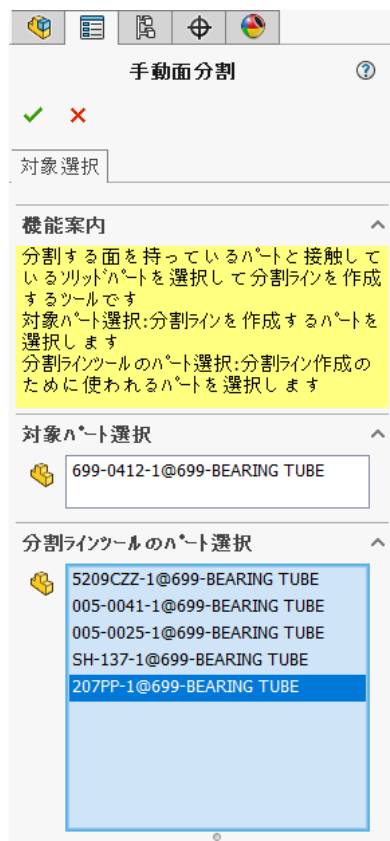 手動面分割
対象選択
機能案内
分割する面を持っているﾊﾟｰﾄと接触して
いるｿﾘｯﾄﾞﾊﾟｰﾄを選択して分割ﾗｲﾝを作成
するﾂｰﾙです
対象ﾊﾟｰﾄ選択:分割ﾗｲﾝを作成するﾊﾟｰﾄを
選択します
分割ﾗｲﾝﾂｰﾙのﾊﾟｰﾄ選択:分割ﾗｲﾝ作成の
ために使われるﾊﾟｰﾄを選択します
対象ﾊﾟｰﾄ選択
699-0412-1@699-BEARING TUBE
分割ﾗｲﾝﾂｰﾙのﾊﾟｰﾄ選択
5209CZZ-1@699-BEARING TUBE
005-0041-1@699-BEARING TUBE
005-0025-1@699-BEARING TUBE
SH-137-1@699-BEARING TUBE
207PP-1@699-BEARING TUBE